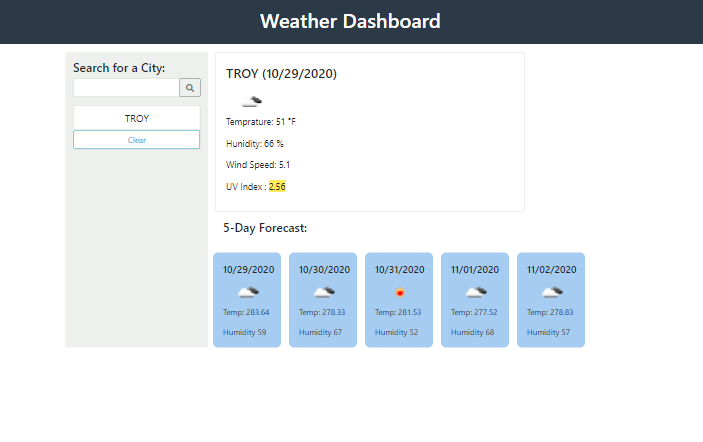 Weather Dashboard
Search for a City:
TROY
Clear
TROY (10/29/2020)
Temprature: 51 °F
Hunidity: 66 %
Wind Speed: 5.1
UV Index : 2.56
5-Day Forecast:
10/29/2020
Temp: 283.64
Humidity 59
10/30/2020
Temp: 278.33
Humidity 67
10/31/2020
Temp: 281.53
Humidity 52
11/01/2020
Temp: 277.52
Humidity 68
11/02/2020
Temp: 278.83
Humidity 57